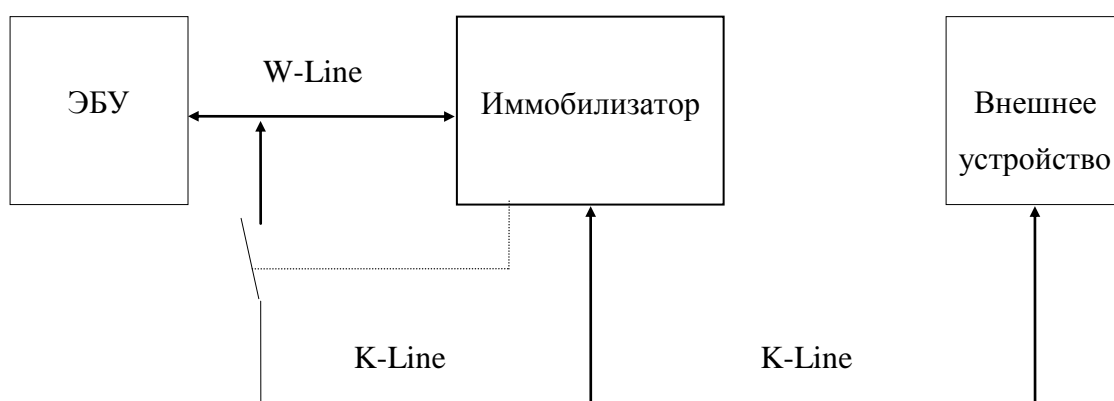 W-Line
ЭБУ
Иммобилизатор
Внешнее
устройство
K-Line
K-Line